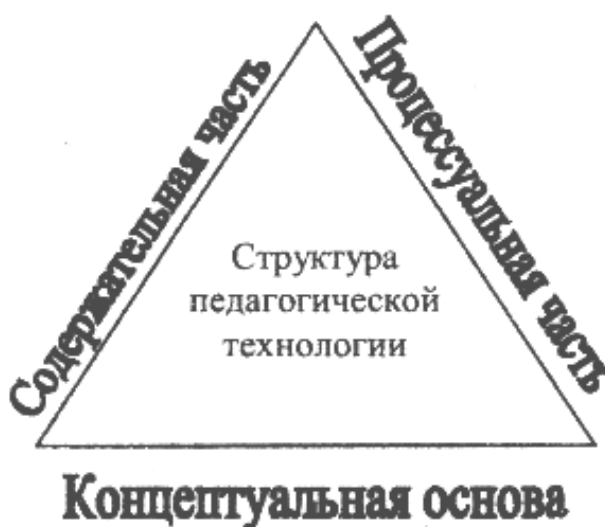 Содержательная часть
Процессуальная часть
Структура
педагогической
технологии
Концептуальная основа